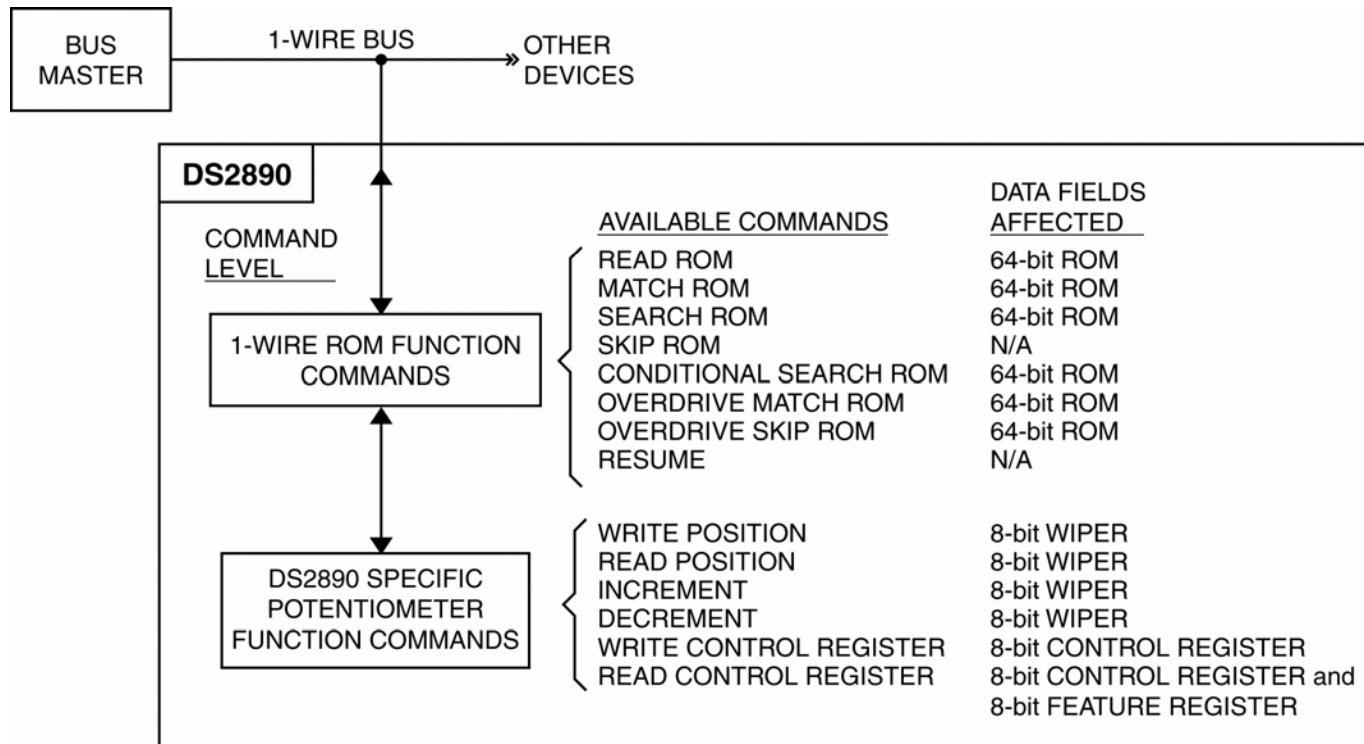 BUS
MASTER
1-WIRE BUS
OTHER
DEVICES
DS2890
COMMAND
LEVEL
AVAILABLE COMMANDS
DATA FIELDS
AFFECTED
1-WIRE ROM FUNCTION
COMMANDS
READ ROM 64-bit ROM
MATCH ROM 64-bit ROM
SEARCH ROM 64-bit ROM
SKIP ROM N/A
CONDITIONAL SEARCH ROM 64-bit ROM
OVERDRIVE MATCH ROM 64-bit ROM
OVERDRIVE SKIP ROM 64-bit ROM
RESUME N/A
DS2890 SPECIFIC
POTENTIOMETER
FUNCTION COMMANDS
WRITE POSITION 8-bit WIPER
READ POSITION 8-bit WIPER
INCREMENT 8-bit WIPER
DECREMENT 8-bit WIPER
WRITE CONTROL REGISTER 8-bit CONTROL REGISTER
READ CONTROL REGISTER 8-bit CONTROL REGISTER and
8-bit FEATURE REGISTER